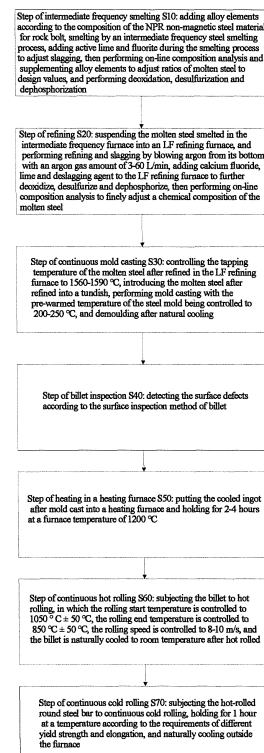 Step of intermediate frequency smelting S10: adding alloy elements
according to the composition of the NPR non-magnetic steel material
for rock bolt, smelting by an intermediate frequency steel smelting
process, adding active lime and fluorite during the smelting process
to adjust slagging, then performing on-line composition analysis and
supplementing alloy elements to adjust ratios of molten steel to
design values, and performing deoxidation, desulfurization and
dephosphorization
Step of refining S20: suspending the molten steel smelted in the
intermediate frequency furnace into an LF refining furnace, and
performing refining and slagging by blowing argon from its bottom
with an argon gas amount of 3-60 L/min, adding calcium fluoride,
lime and deslagging agent to the LF refining furnace to further
deoxidize, desulfurize and dephosphorize, then performing on-line
composition analysis to finely adjust a chemical composition of the
molten steel
Step of continuous mold casting S30: controlling the tapping
temperature of the molten steel after refined in the LF refining
furnace to 1560-1590 °C, introducing the molten steel after
refined into a tundish, performing mold casting with the
pre-warmed temperature of the steel mold being controlled to
200-250 °C, and demoulding after natural cooling
Step of billet inspection S40: detecting the surface defects
according to the surface inspection method of billet
Step of heating in a heating furnace S50: putting the cooled ingot
after mold cast into a heating furnace and holding for 2-4 hours
at a furnace temperature of 1200 °C
Step of continuous hot rolling S60: subjecting the billet to hot
rolling, in which the rolling start temperature is controlled to
1050 ° C ± 50 °C, the rolling end temperature is controlled to
850 °C ± 50 °C, the rolling speed is controlled to 8-10 m/s, and
the billet is naturally cooled to room temperature after hot rolled
Step of continuous cold rolling S70: subjecting the hot-rolled
round steel bar to continuous cold rolling, holding for 1 hour
at a temperature according to the requirements of different
yield strength and elongation, and naturally cooling outside
the furnace